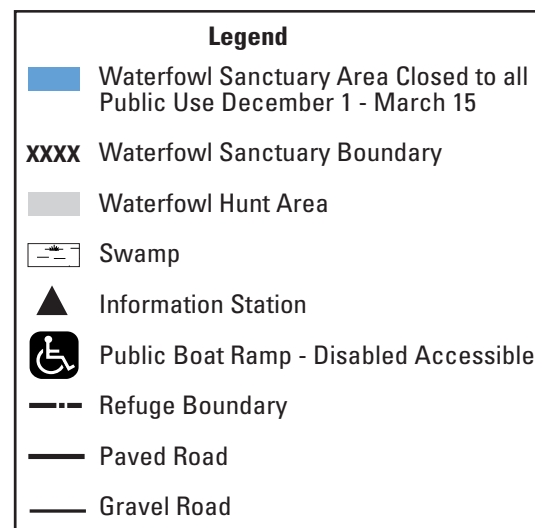 Legend
Waterfowl Sanctuary Area Closed to all
Public Use December 1 - March 15
XXXX Waterfowl Sanctuary Boundary
Waterfowl Hunt Area
Swamp
Information Station
Public Boat Ramp - Disabled Accessible
Refuge Boundary
Paved Road
Gravel Road